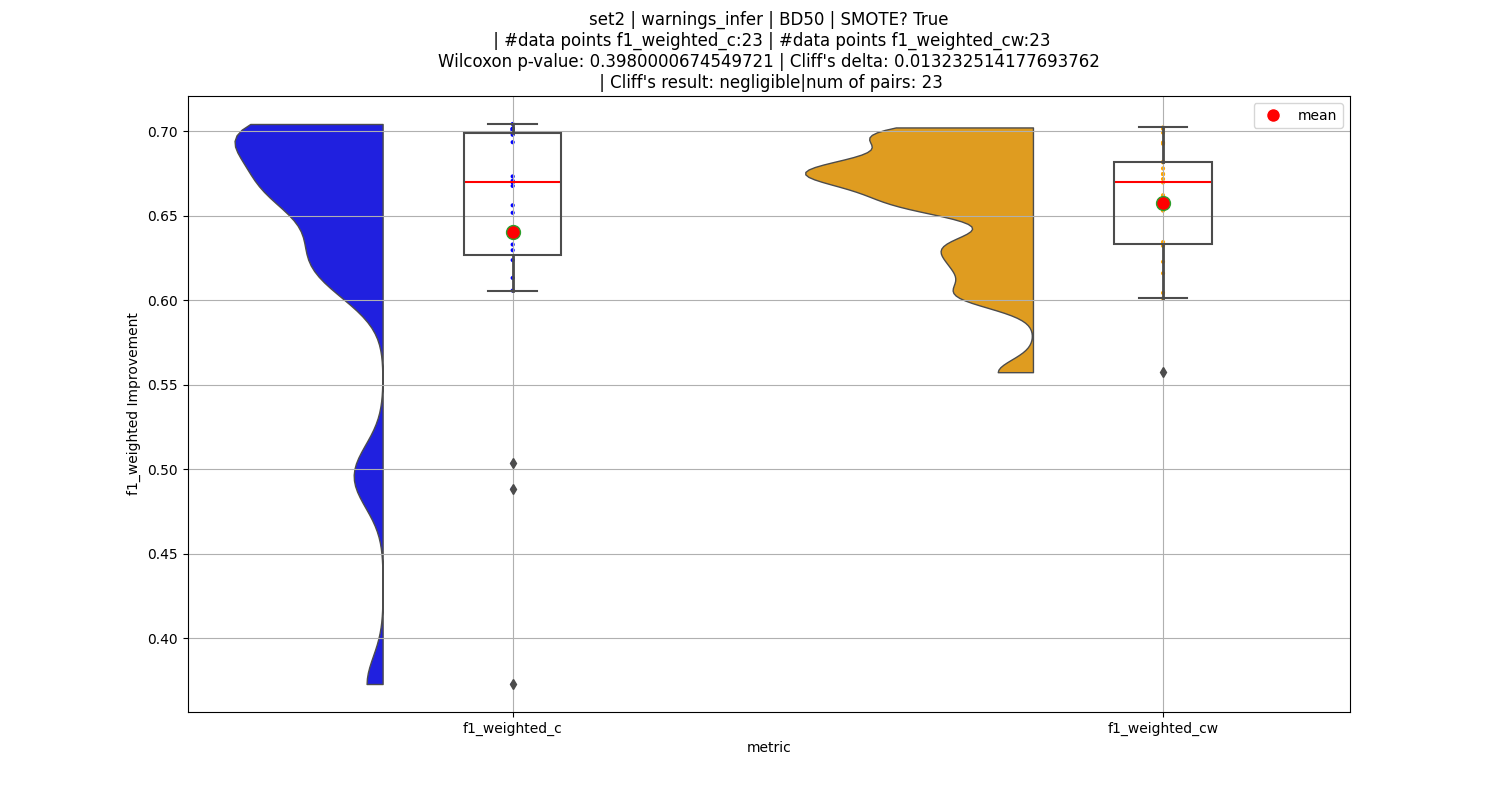 set2 | warnings_infer | BD50 | SMOTE? True
| #data points f1_weighted_c:23 | #data points f1_weighted_cw:23
Wilcoxon p-value: 0.3980000674549721 | Cliff's delta: 0.013232514177693762
| Cliff's result: negligible|num of pairs: 23
mean
0.70
0.65
0.60
0.55
0.50
0.45
0.40
f1_weighted Improvement
f1_weighted_c
f1_weighted_cw
metric